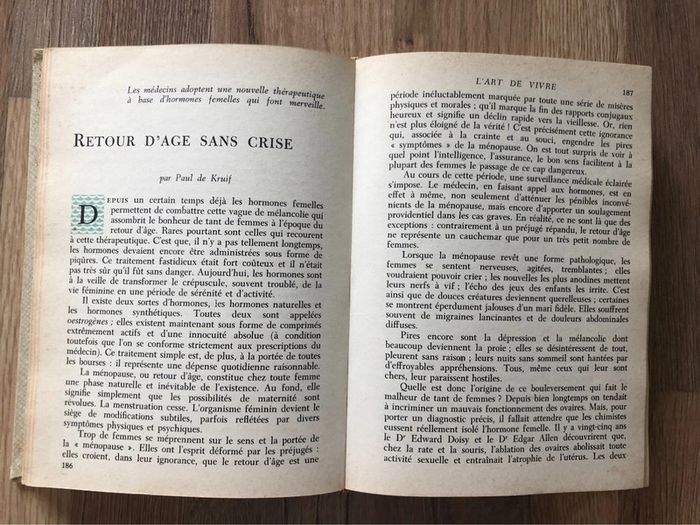 Les médecins adoptent une nouvelle thérapeutique
à base d'hormones femelles qui font merveille.
RETOUR D'AGE SANS CRISE
par Paul de Kruif
DEPUIS un certain temps déjà les hormones femelles
permettent de combattre cette vague de mélancolie qui
assombrit le bonheur de tant de femmes à l'époque du
retour d'âge. Rares pourtant sont celles qui recourent
à cette thérapeutique. C'est que, il n'y a pas tellement longtemps,
les hormones devaient encore être administrées sous forme de
piqûres. Ce traitement fastidieux était fort coûteux et il n'était
pas très sûr qu'il fût sans danger. Aujourd'hui, les hormones sont
à la veille de transformer le crépuscule, souvent troublé, de la
vie féminine en une période de sérénité et d'activité.
Il existe deux sortes d'hormones, les hormones naturelles et
les hormones synthétiques. Toutes deux sont appelées
oestrogènes ; elles existent maintenant sous forme de comprimés
extrêmement actifs et d'une innocuité absolue (à condition
toutefois que l'on se conforme strictement aux prescriptions du
médecin). Ce traitement simple est, de plus, à la portée de toutes
les bourses : il représente une dépense quotidienne raisonnable.
La ménopause, ou retour d'âge, constitue chez toute femme
une phase naturelle et inévitable de l'existence. Au fond, elle
signifie simplement que les possibilités de maternité sont
révolues. La menstruation cesse. L'organisme féminin devient le
siège de modifications subtiles, parfois reflétées par divers
symptômes physiques et psychiques.
Trop de femmes se méprennent sur le sens et la portée de
la « ménopause ». Elles ont l'esprit déformé par les préjugés :
elles croient, dans leur ignorance, que le retour d'âge est une
186
L'ART DE VIVRE
187
période inéluctablement marquée par toute une série de misères
physiques et morales ; qu'il marque la fin des rapports conjugaux
heureux et signifie un déclin rapide vers la vieillesse. Or, rien
n'est plus éloigné de la vérité ! C'est précisément cette ignorance
qui, associée à la crainte et au souci, engendre les pires
« symptômes » de la ménopause. On est tout surpris de voir à
quel point l'intelligence, l'assurance, le bon sens facilitent à la
plupart des femmes le passage de ce cap dangereux.
Au cours de cette période, une surveillance médicale éclairée
s'impose. Le médecin, en faisant appel aux hormones, est en
effet à même, non seulement d'atténuer les pénibles inconvé-
nients de la ménopause, mais encore d'apporter un soulagement
providentiel dans les cas graves. En réalité, ce ne sont là que des
exceptions : contrairement à un préjugé répandu, le retour d'âge
ne représente un cauchemar que pour un très petit nombre de
femmes.
Lorsque la ménopause revêt une forme pathologique, les
femmes se sentent nerveuses, agitées, tremblantes ; elles
voudraient pouvoir crier ; les nouvelles les plus anodines mettent
leurs nerfs à vif ; l'écho des jeux des enfants les irrite. C'est
ainsi que de douces créatures deviennent querelleuses ; certaines
se montrent éperdument jalouses d'un mari fidèle. Elles souffrent
souvent de migraines lancinantes et de douleurs abdominales
diffuses.
Pires encore sont la dépression et la mélancolie dont
beaucoup deviennent la proie ; elles se désintéressent de tout,
pleurent sans raison ; leurs nuits sans sommeil sont hantées par
d'effroyables appréhensions. Tous, même ceux qui leur sont
chers, leur paraissent hostiles.
Quelle est donc l'origine de ce bouleversement qui fait le
malheur de tant de femmes ? Depuis bien longtemps on tendait
à incriminer un mauvais fonctionnement des ovaires. Mais, pour
porter un diagnostic précis, il fallait attendre que les chimistes
eussent réellement isolé l'hormone femelle. Il y a vingt-cinq ans
le Dr Edward Doisy et le Dr Edgar Allen découvrirent que,
chez la rate et la souris, l'ablation des ovaires abolissait toute
activité sexuelle et entraînait l'atrophie de l'utérus. Les deux